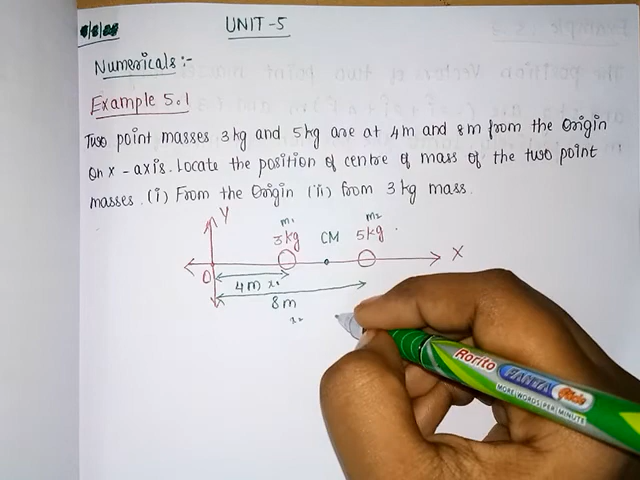 UNIT-5
Numericals:-
Example 5.1
Two point masses 3kg and 5kg are at 4m and 8m from the Origin
on x-axis. Locate the position of centre of mass of the two point
masses. (i) From the Origin (ii) from 3kg mass.
Y
m1 m2
3kg CM 5kg
X
O
4m x1
8m
x2
Rorito
MORE WORDS PER MINUTE